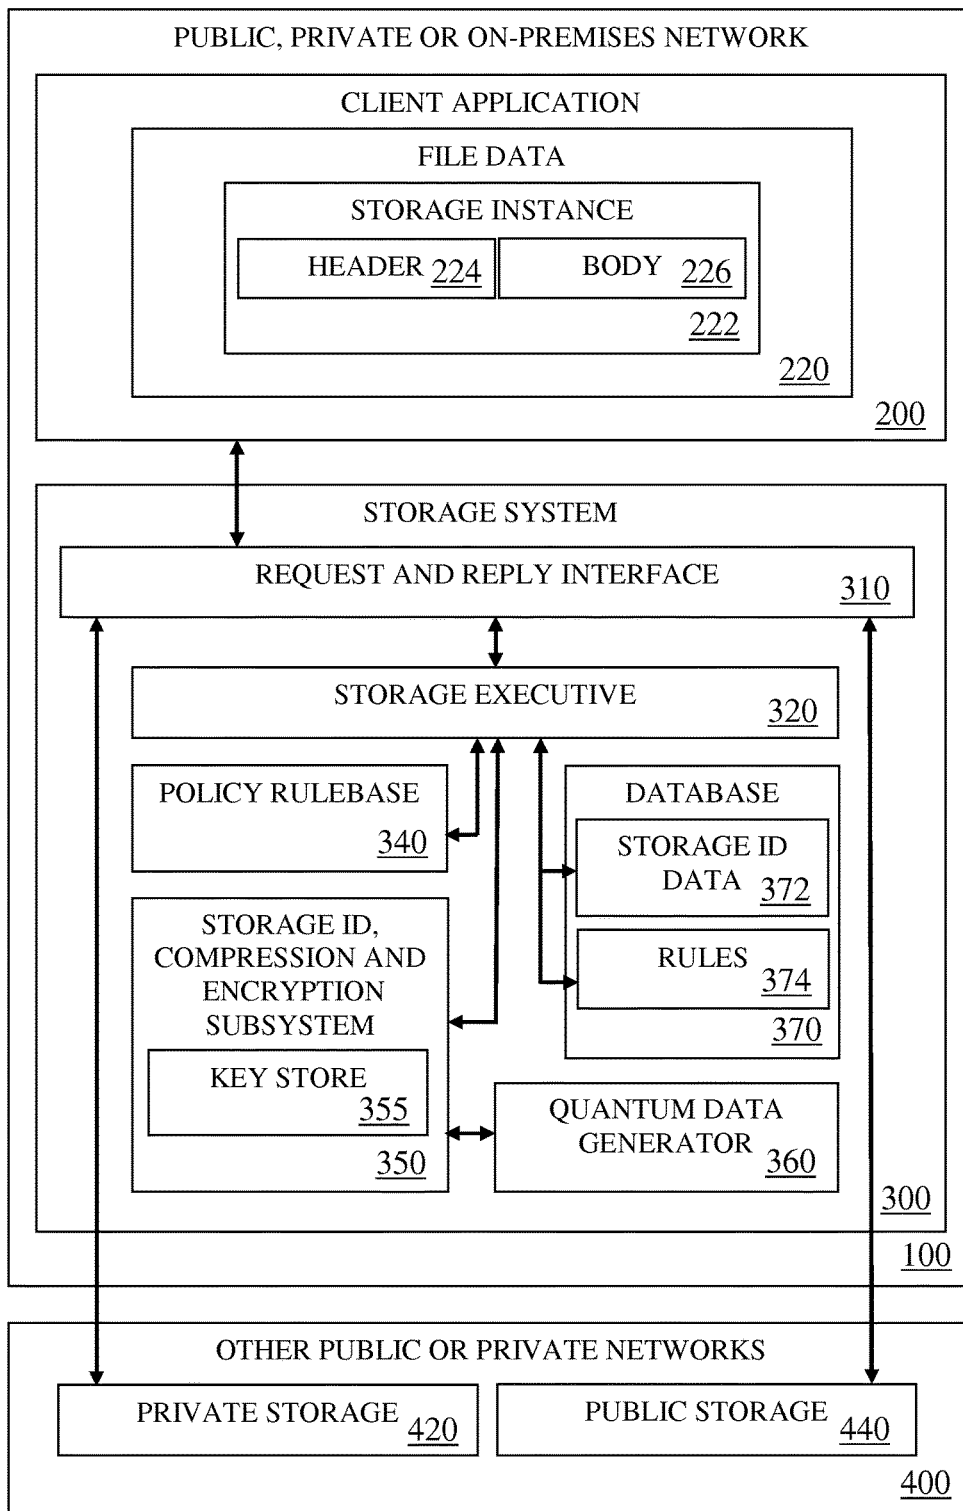 PUBLIC, PRIVATE OR ON-PREMISES NETWORK
CLIENT APPLICATION
FILE DATA
STORAGE INSTANCE
HEADER 224
BODY 226
222
220
200
STORAGE SYSTEM
REQUEST AND REPLY INTERFACE 310
STORAGE EXECUTIVE 320
POLICY RULEBASE
340
DATABASE
STORAGE ID
DATA 372
RULES 374
370
STORAGE ID,
COMPRESSION AND
ENCRYPTION
SUBSYSTEM
KEY STORE
355
350
QUANTUM DATA
GENERATOR 360
300
100
OTHER PUBLIC OR PRIVATE NETWORKS
PRIVATE STORAGE 420
PUBLIC STORAGE 440
400